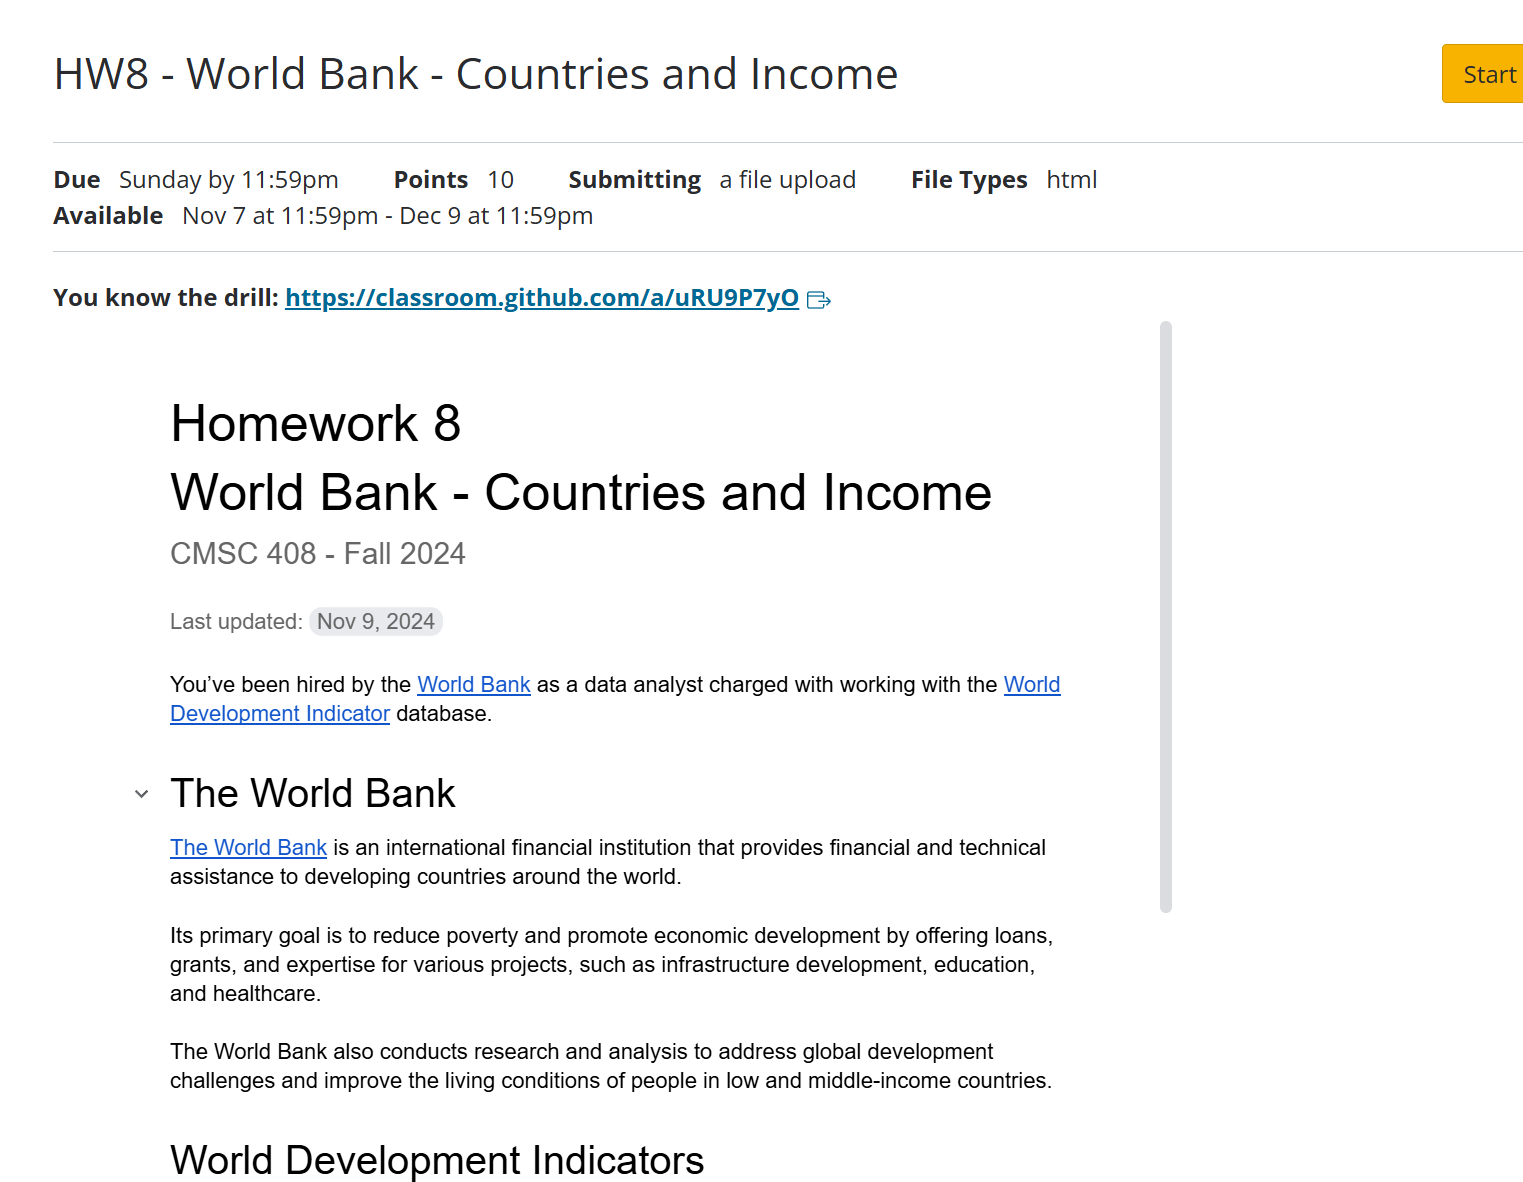 HW8 - World Bank - Countries and Income
Start
Due Sunday by 11:59pm Points 10 Submitting a file upload File Types html
Available Nov 7 at 11:59pm - Dec 9 at 11:59pm
You know the drill: https://classroom.github.com/a/uRU9P7yO
Homework 8
World Bank - Countries and Income
CMSC 408 - Fall 2024
Last updated: Nov 9, 2024
You’ve been hired by the World Bank as a data analyst charged with working with the World
Development Indicator database.
The World Bank
The World Bank is an international financial institution that provides financial and technical
assistance to developing countries around the world.
Its primary goal is to reduce poverty and promote economic development by offering loans,
grants, and expertise for various projects, such as infrastructure development, education,
and healthcare.
The World Bank also conducts research and analysis to address global development
challenges and improve the living conditions of people in low and middle-income countries.
World Development Indicators